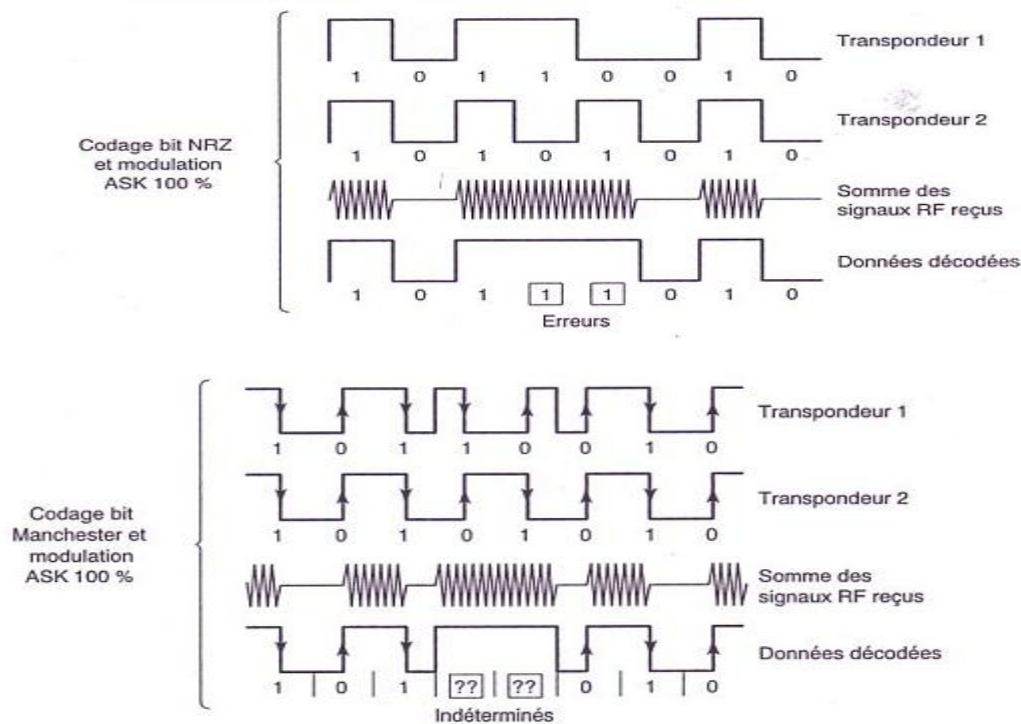 Transpondeur 1
1 0 1 1 0 0 1 0
Transpondeur 2
1 0 1 0 1 0 1 0
Codage bit NRZ
et modulation
ASK 100 %
Somme des
signaux RF reçus
Données décodées
1 0 1 1 1 0 1 0
Erreurs
Transpondeur 1
1 0 1 1 0 0 1 0
Transpondeur 2
1 0 1 0 1 0 1 0
Codage bit
Manchester et
modulation
ASK 100 %
Somme des
signaux RF reçus
Données décodées
1 0 1 ?? ?? 0 1 0
Indéterminés